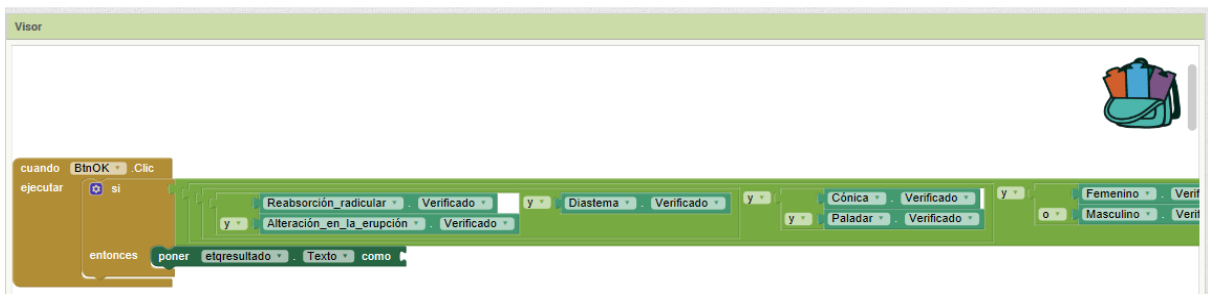 Visor
cuando BtnOK .Clic
ejecutar si
Reabsorción_radicular . Verificado y Diastema . Verificado y Cónica . Verificado y Femenino .
y Alteración_en_la_erupción . Verificado y Paladar . Verificado o Masculino .
entonces poner etqresultado . Texto como